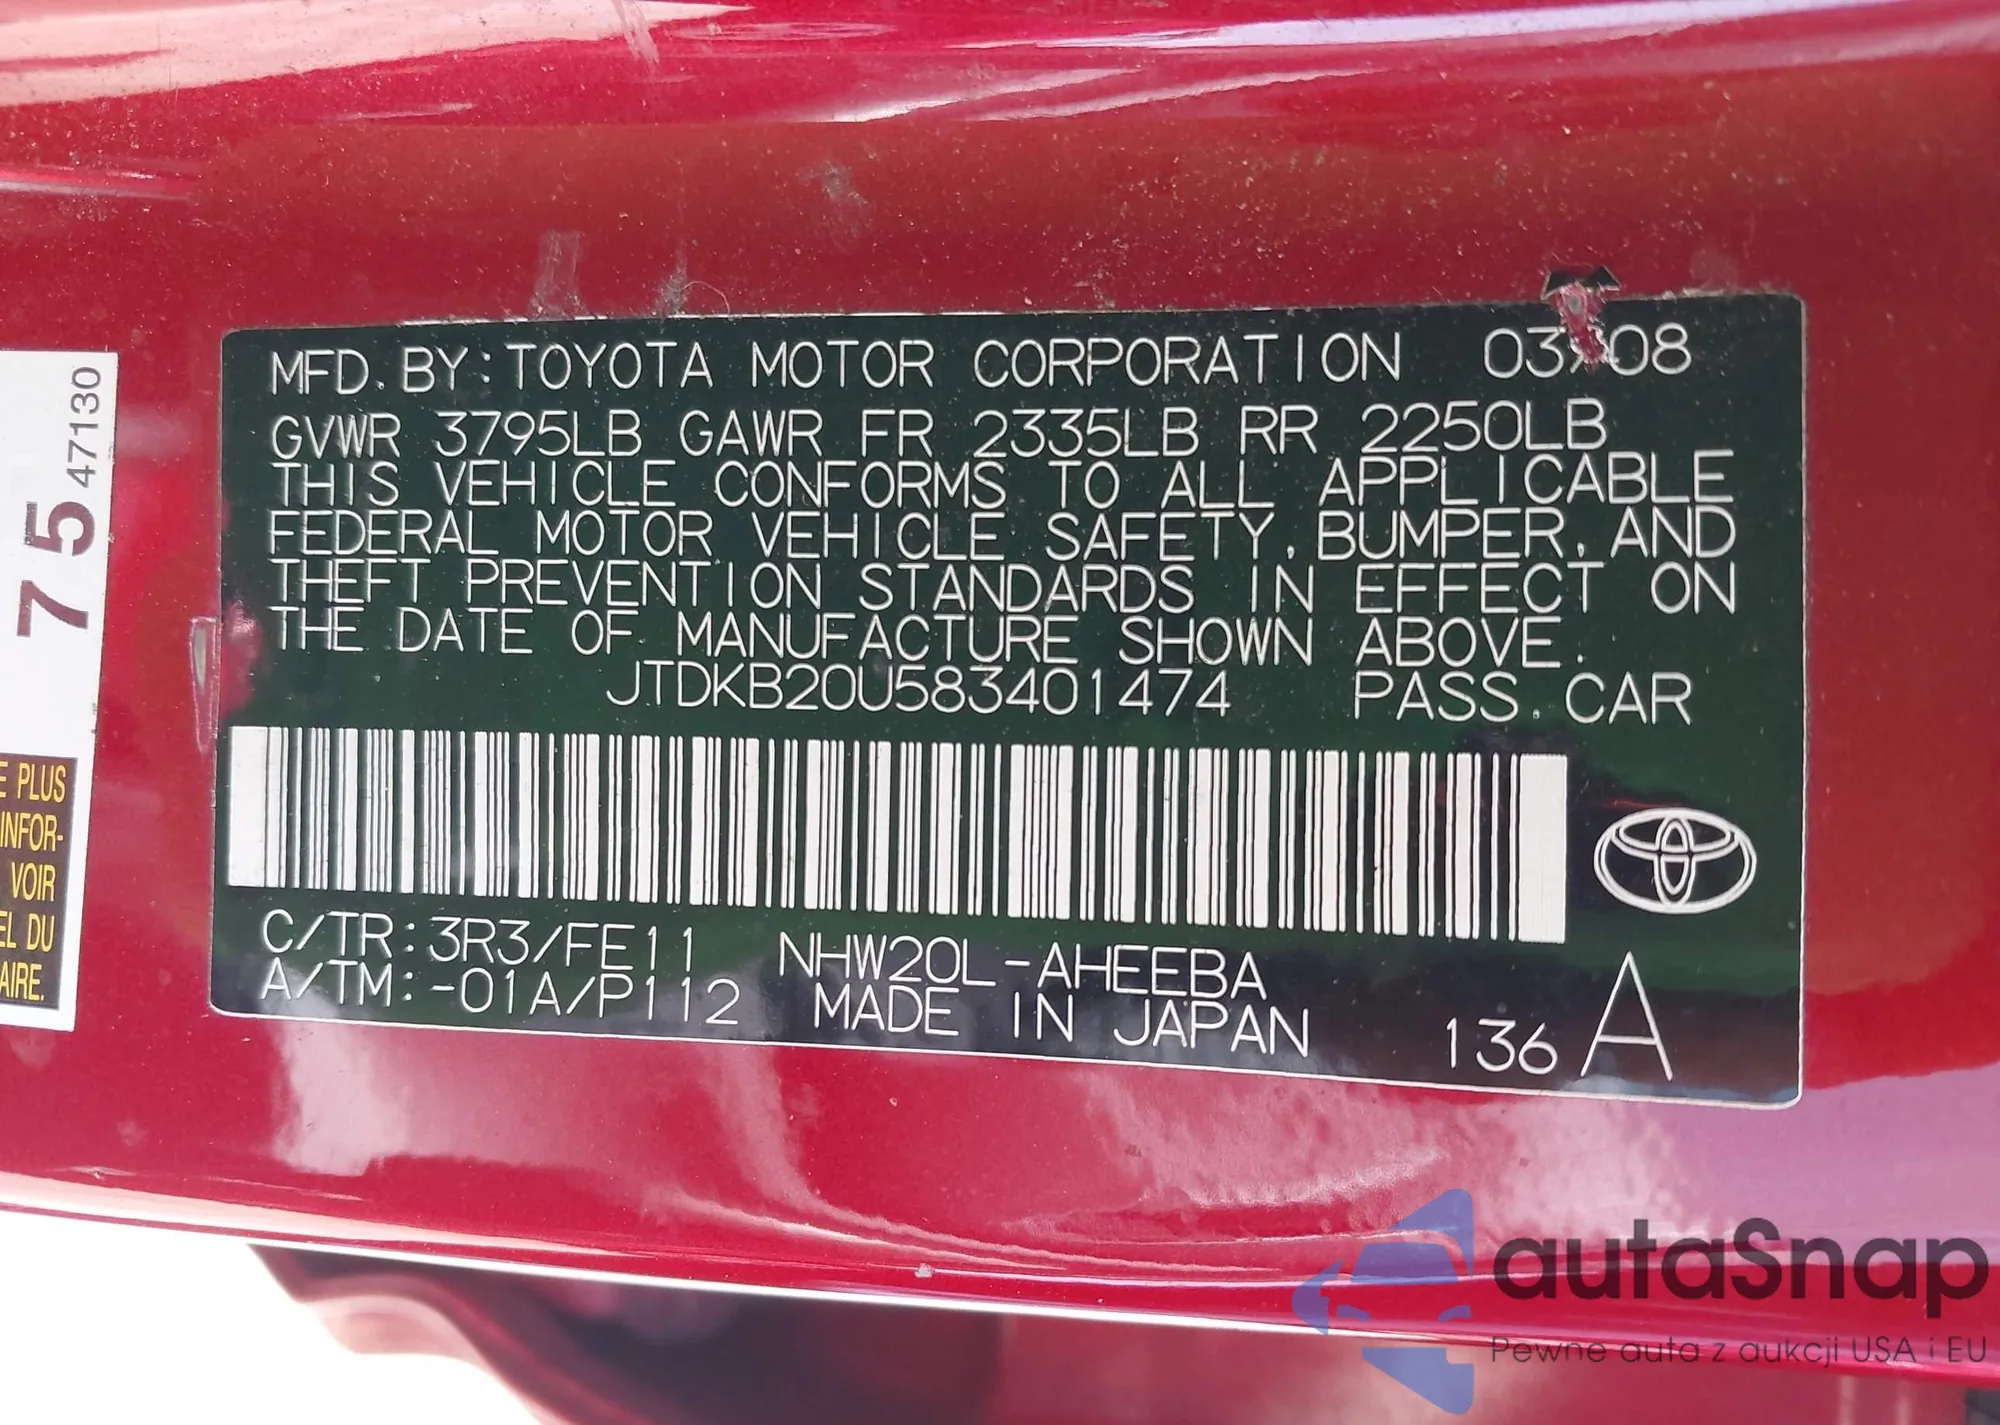 MFD. BY: TOYOTA MOTOR CORPORATION 03/08
GVWR 3795LB GAWR FR 2335LB RR 2250LB
THIS VEHICLE CONFORMS TO ALL APPLICABLE
FEDERAL MOTOR VEHICLE SAFETY, BUMPER, AND
THEFT PREVENTION STANDARDS IN EFFECT ON
THE DATE OF MANUFACTURE SHOWN ABOVE.
JTDKB20U583401474 PASS. CAR
C/TR: 3R3/FE11 NHW20L-AHEEBA
A/TM: -01A/P112 MADE IN JAPAN 136 A
75 47130
E PLUS
INFOR-
VOIR
EL DU
AIRE.
autaSnap
Pewne auta z aukcji USA i EU